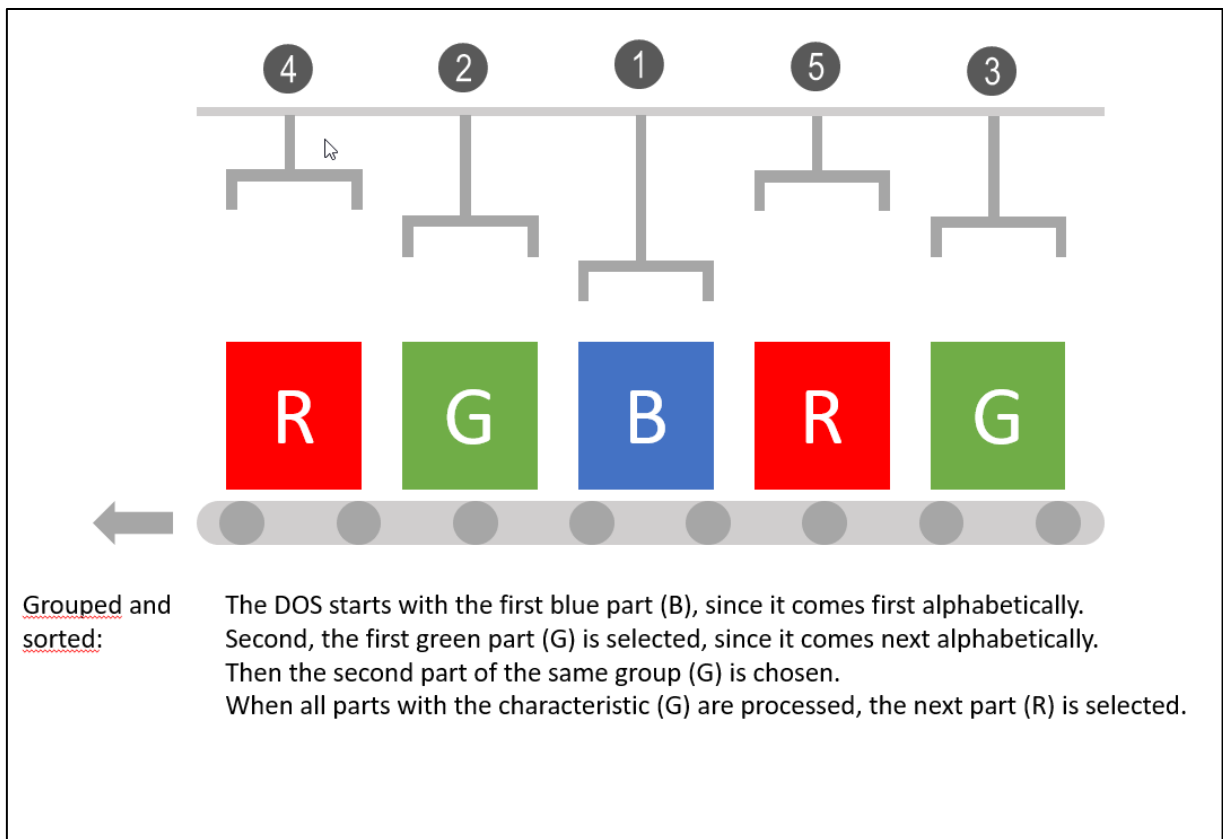 4 2 1 5 3
R G B R G
Grouped and sorted:
The DOS starts with the first blue part (B), since it comes first alphabetically.
Second, the first green part (G) is selected, since it comes next alphabetically.
Then the second part of the same group (G) is chosen.
When all parts with the characteristic (G) are processed, the next part (R) is selected.